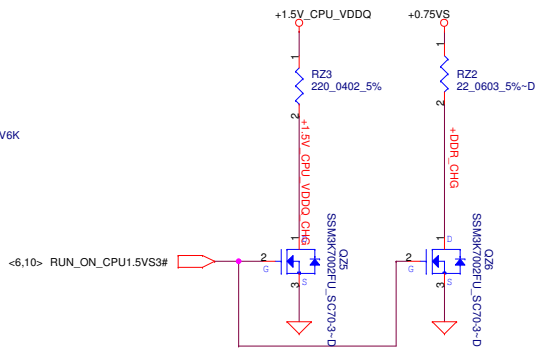 +1.5V_CPU_VDDQ
+0.75VS
1
1
RZ3
220_0402_5%
RZ2
22_0603_5%~D
2
2
V6K
+1.5V_CPU_VDDQ_CHG
+DDR_CHG
<6,10> RUN_ON_CPU1.5VS3#
1
D
2
G
3
S
QZ5
SSM3K7002FU_SC70-3~D
1
D
2
G
3
S
QZ6
SSM3K7002FU_SC70-3~D